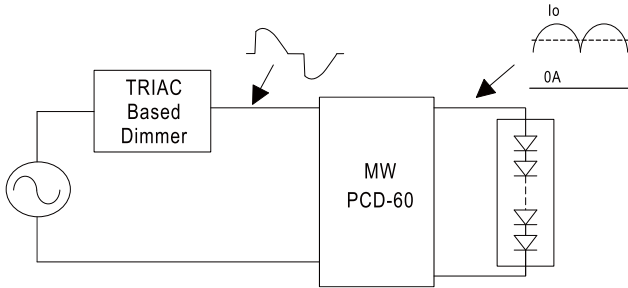 Io
0A
TRIAC
Based
Dimmer
MW
PCD-60